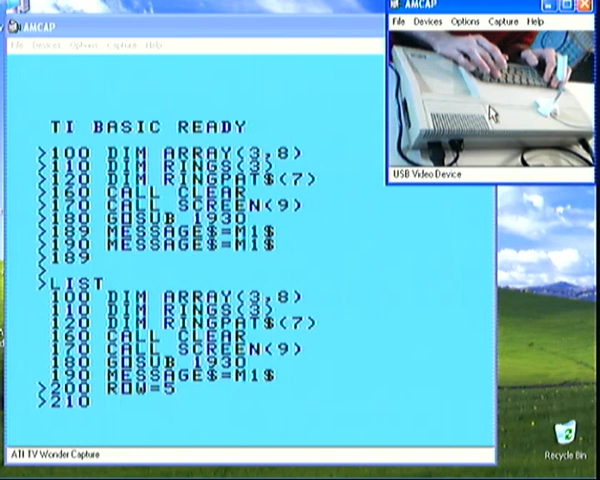 AMCAP
File Devices Options Capture Help
TI BASIC READY
>100 DIM ARRAY(3,8)
>110 DIM RINGS(3)
>120 DIM RINGPAT$(7)
>160 CALL CLEAR
>170 CALL SCREEN(9)
>180 GOSUB 1930
>189 MESSAGE$=M1$
>190 MESSAGE$=M1$
>189
>
>LIST
100 DIM ARRAY(3,8)
110 DIM RINGS(3)
120 DIM RINGPAT$(7)
160 CALL CLEAR
170 CALL SCREEN(9)
180 GOSUB 1930
190 MESSAGE$=M1$
>200 ROW=5
>210
ATI TV Wonder Capture
AMCAP
File Devices Options Capture Help
USB Video Device
Recycle Bin